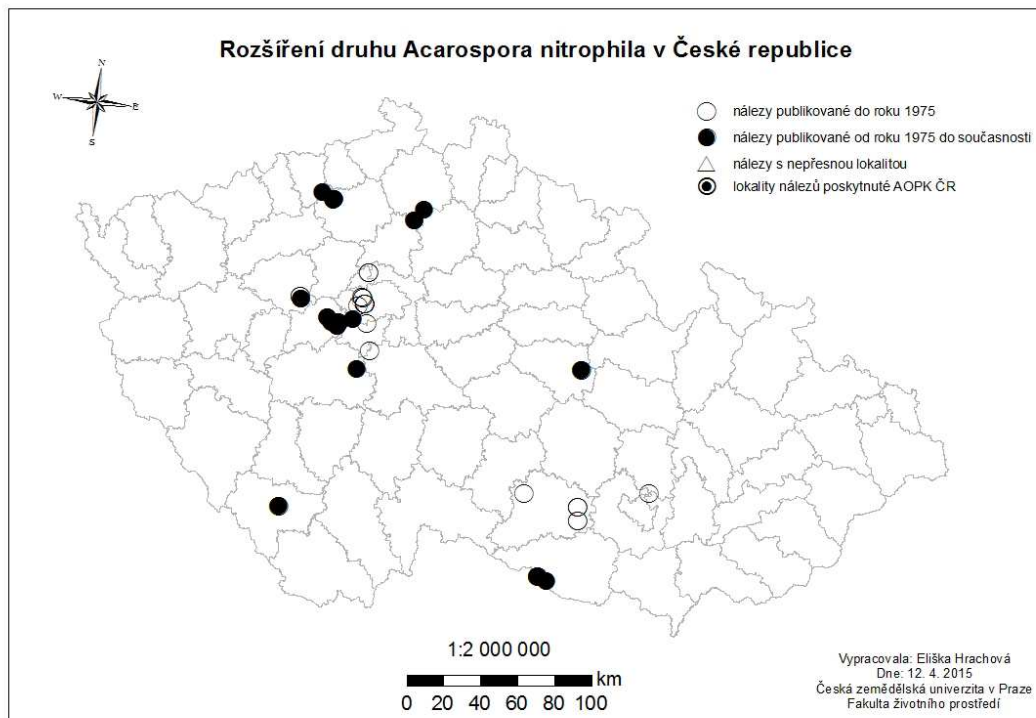 Rozšíření druhu Acarospora nitrophila v České republice
N
W
E
S
nálezy publikované do roku 1975
nálezy publikované od roku 1975 do současnosti
nálezy s nepřesnou lokalitou
lokality nálezů poskytnuté AOPK ČR
1:2 000 000
km
0 20 40 60 80 100
Vypracovala: Eliška Hrachová
Dne: 12. 4. 2015
Česká zemědělská univerzita v Praze
Fakulta životního prostředí